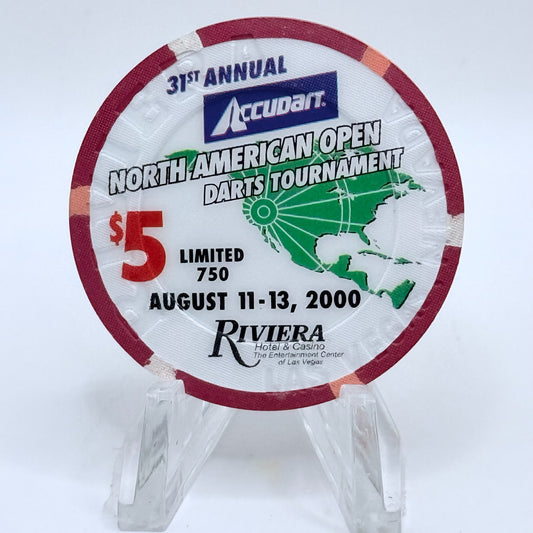 31ST ANNUAL
ACCUDART.
NORTH AMERICAN OPEN
DARTS TOURNAMENT
$5
LIMITED
750
AUGUST 11-13, 2000
RIVIERA
Hotel & Casino
The Entertainment Center
of Las Vegas